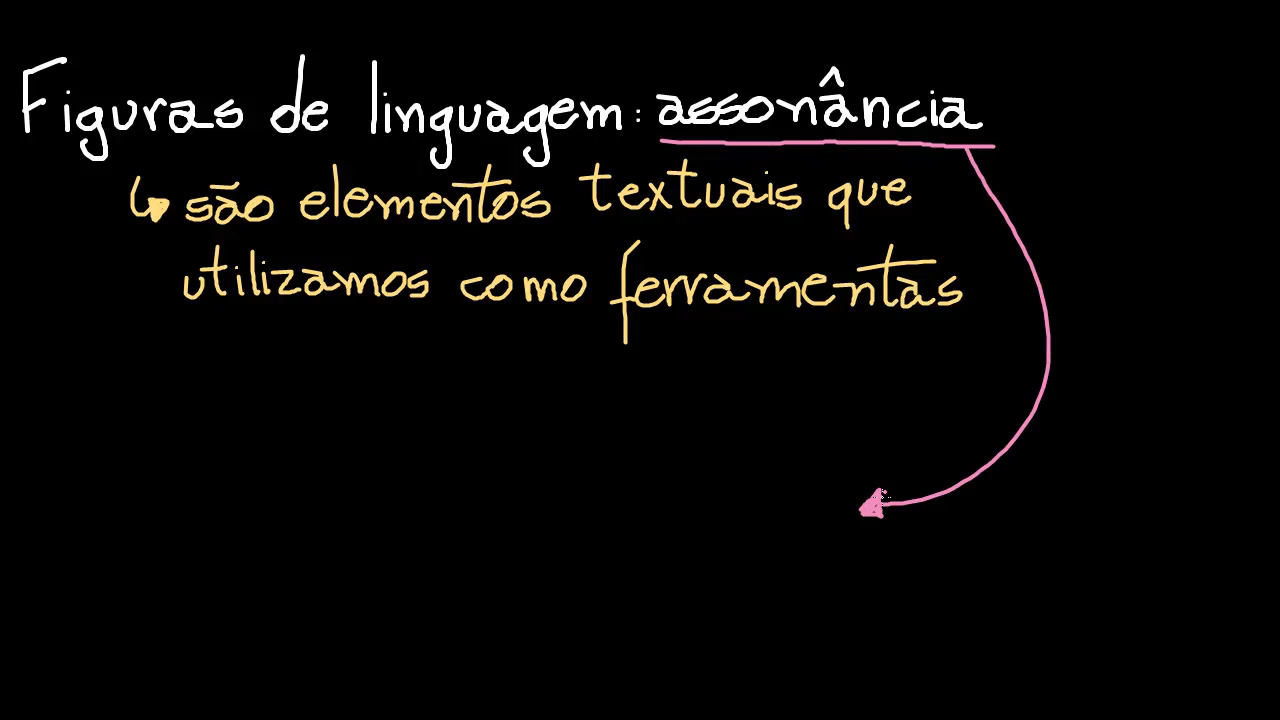 Figuras de linguagem: assonância
são elementos textuais que
utilizamos como ferramentas